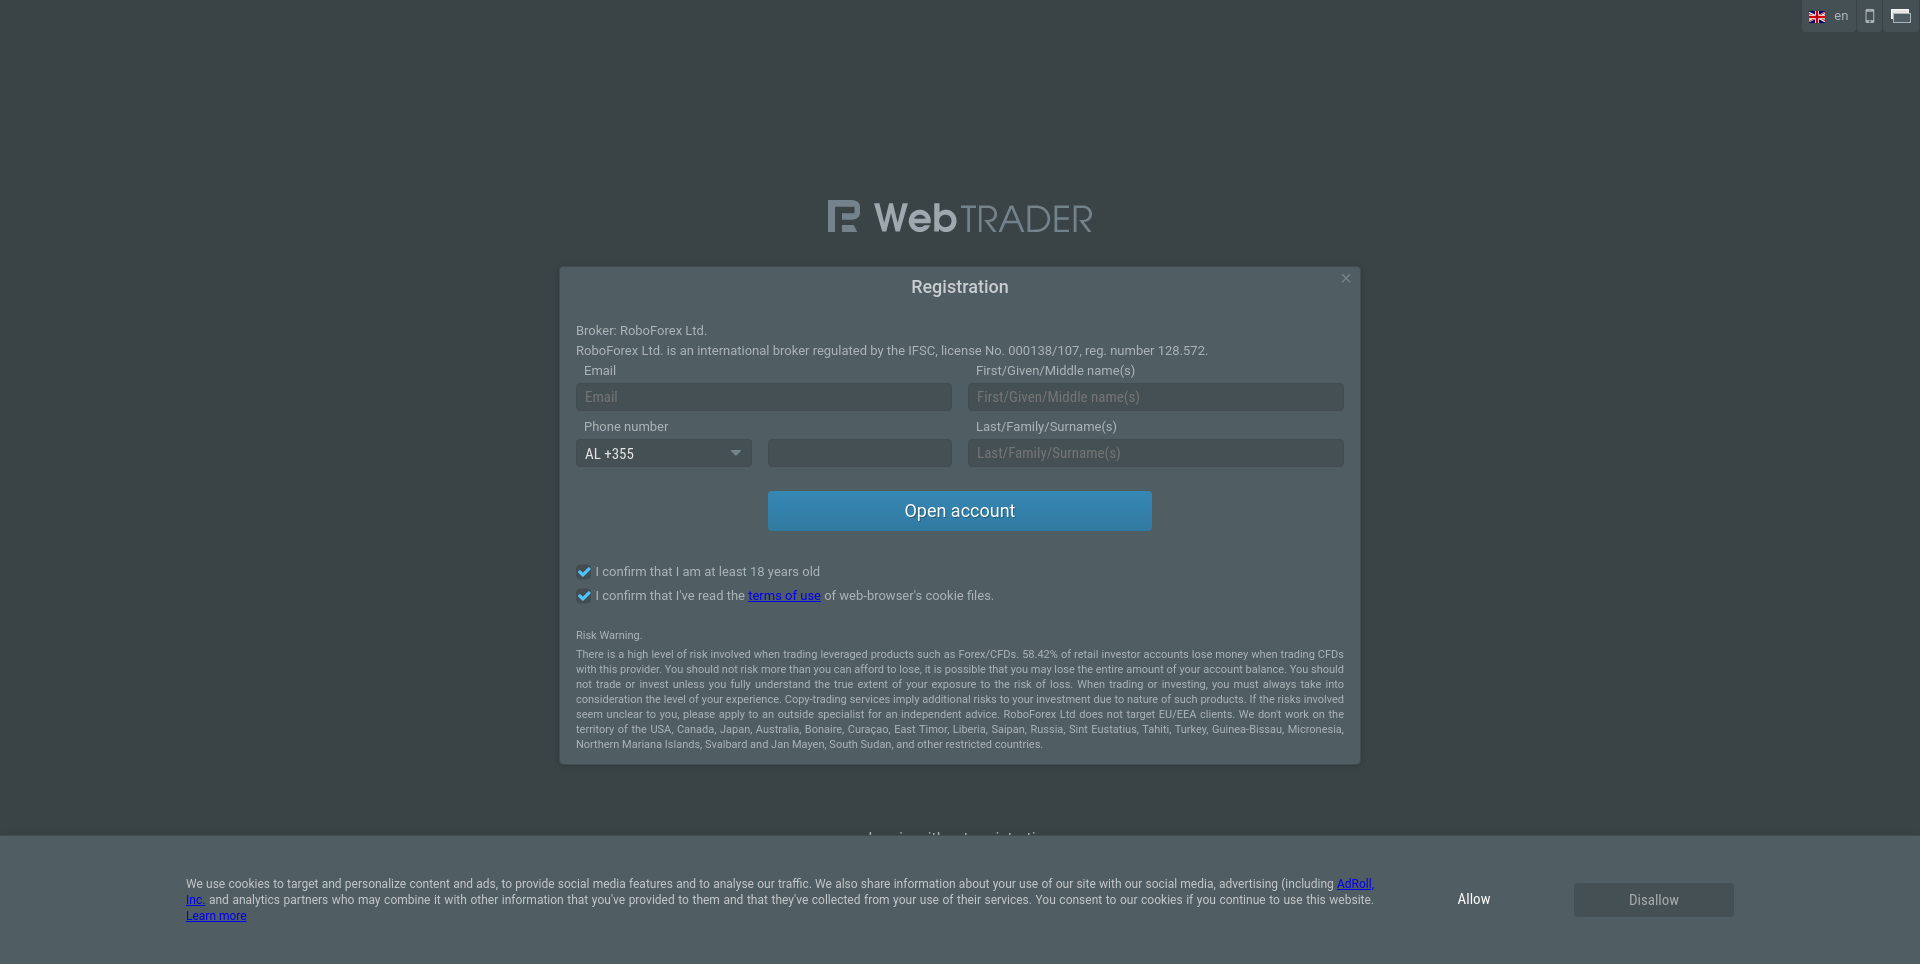 en
WebTRADER
Registration
Broker: RoboForex Ltd.
RoboForex Ltd. is an international broker regulated by the IFSC, license No. 000138/107, reg. number 128.572.
Email
First/Given/Middle name(s)
Email
First/Given/Middle name(s)
Phone number
Last/Family/Surname(s)
AL +355
Last/Family/Surname(s)
Open account
I confirm that I am at least 18 years old
I confirm that I've read the terms of use of web-browser's cookie files.
Risk Warning.
There is a high level of risk involved when trading leveraged products such as Forex/CFDs. 58.42% of retail investor accounts lose money when trading CFDs
with this provider. You should not risk more than you can afford to lose, it is possible that you may lose the entire amount of your account balance. You should
not trade or invest unless you fully understand the true extent of your exposure to the risk of loss. When trading or investing, you must always take into
consideration the level of your experience. Copy-trading services imply additional risks to your investment due to nature of such products. If the risks involved
seem unclear to you, please apply to an outside specialist for an independent advice. RoboForex Ltd does not target EU/EEA clients. We don't work on the
territory of the USA, Canada, Japan, Australia, Bonaire, Curaçao, East Timor, Liberia, Saipan, Russia, Sint Eustatius, Tahiti, Turkey, Guinea-Bissau, Micronesia,
Northern Mariana Islands, Svalbard and Jan Mayen, South Sudan, and other restricted countries.
We use cookies to target and personalize content and ads, to provide social media features and to analyse our traffic. We also share information about your use of our site with our social media, advertising (including AdRoll,
Inc. and analytics partners who may combine it with other information that you've provided to them and that they've collected from your use of their services. You consent to our cookies if you continue to use this website.
Learn more
Allow
Disallow